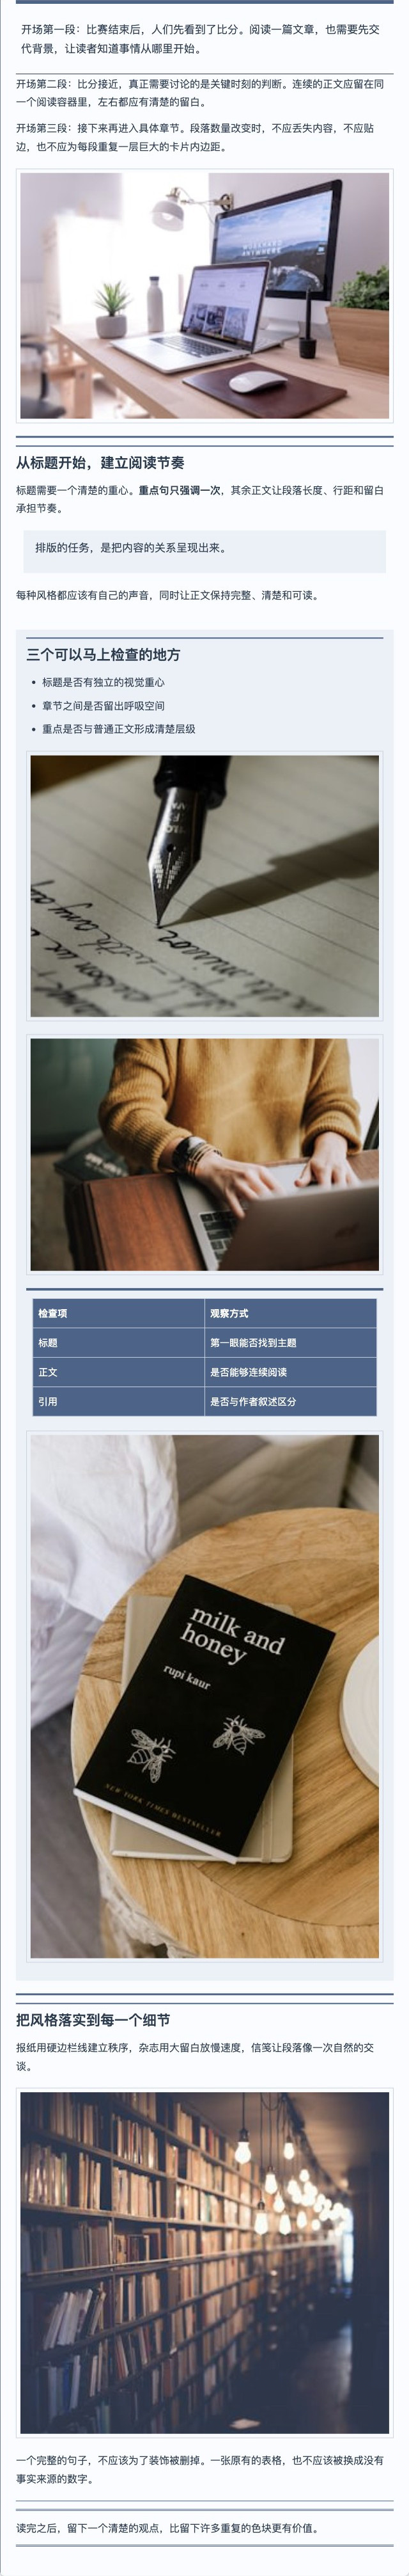 开场第一段：比赛结束后，人们先看到了比分。阅读一篇文章，也需要先交
代背景，让读者知道事情从哪里开始。
开场第二段：比分接近，真正需要讨论的是关键时刻的判断。连续的正文应留在同
一个阅读容器里，左右都应有清楚的留白。
开场第三段：接下来再进入具体章节。段落数量改变时，不应丢失内容，不应贴
边，也不应为每段重复一层巨大的卡片内边距。
从标题开始，建立阅读节奏
标题需要一个清楚的重心。重点句只强调一次，其余正文让段落长度、行距和留白
承担节奏。
排版的任务，是把内容的关系呈现出来。
每种风格都应该有自己的声音，同时让正文保持完整、清楚和可读。
三个可以马上检查的地方
• 标题是否有独立的视觉重心
• 章节之间是否留出呼吸空间
• 重点是否与普通正文形成清楚层级
检查项 观察方式
标题 第一眼能否找到主题
正文 是否能够连续阅读
引用 是否与作者叙述区分
milk and
honey
rupi kaur
NEW YORK TIMES BESTSELLER
把风格落实到每一个细节
报纸用硬边栏线建立秩序，杂志用大留白放慢速度，信笺让段落像一次自然的交
谈。
一个完整的句子，不应该为了装饰被删掉。一张原有的表格，也不应该被换成没有
事实来源的数字。
读完之后，留下一个清楚的观点，比留下许多重复的色块更有价值。